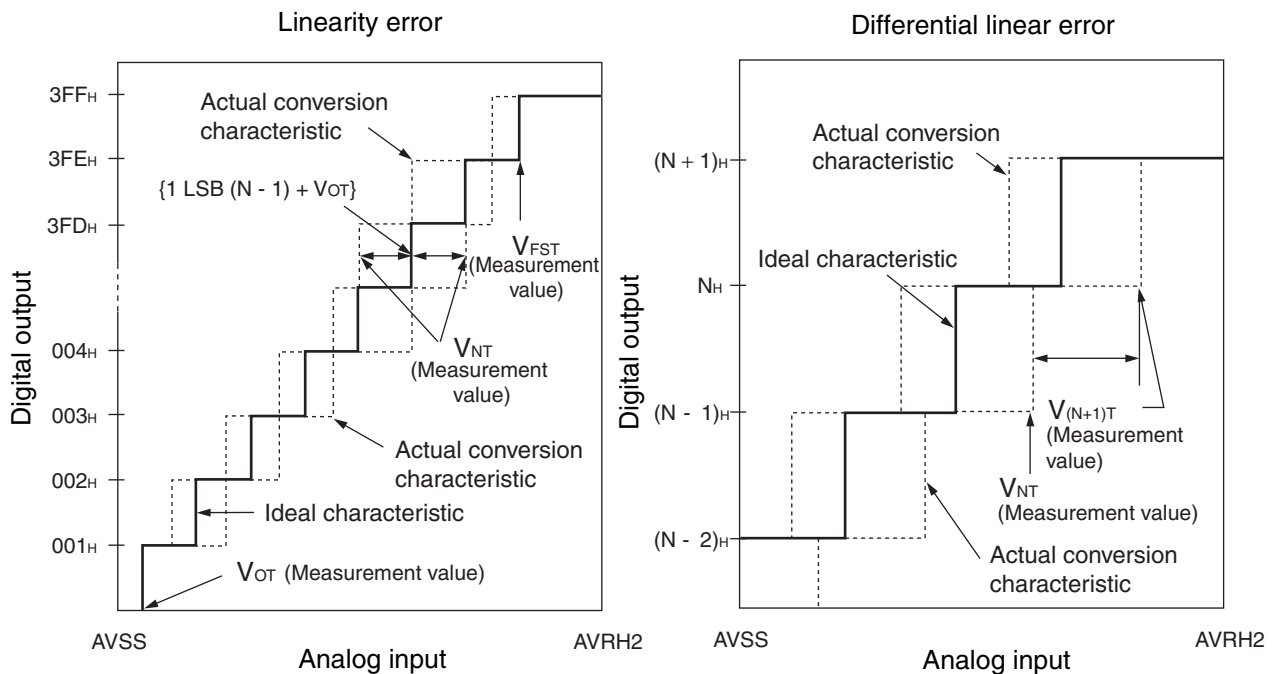 Linearity error
3FFH
3FEH
3FDH
004H
003H
002H
001H
Digital output
Actual conversion
characteristic
{1 LSB (N - 1) + VOT}
VFST
(Measurement
value)
VNT
(Measurement
value)
Actual conversion
characteristic
Ideal characteristic
VOT (Measurement value)
AVSS
AVRH2
Analog input
Differential linear error
(N + 1)H
NH
(N - 1)H
(N - 2)H
Digital output
Actual conversion
characteristic
Ideal characteristic
V(N+1)T
(Measurement
value)
VNT
(Measurement value)
Actual conversion
characteristic
AVSS
AVRH2
Analog input